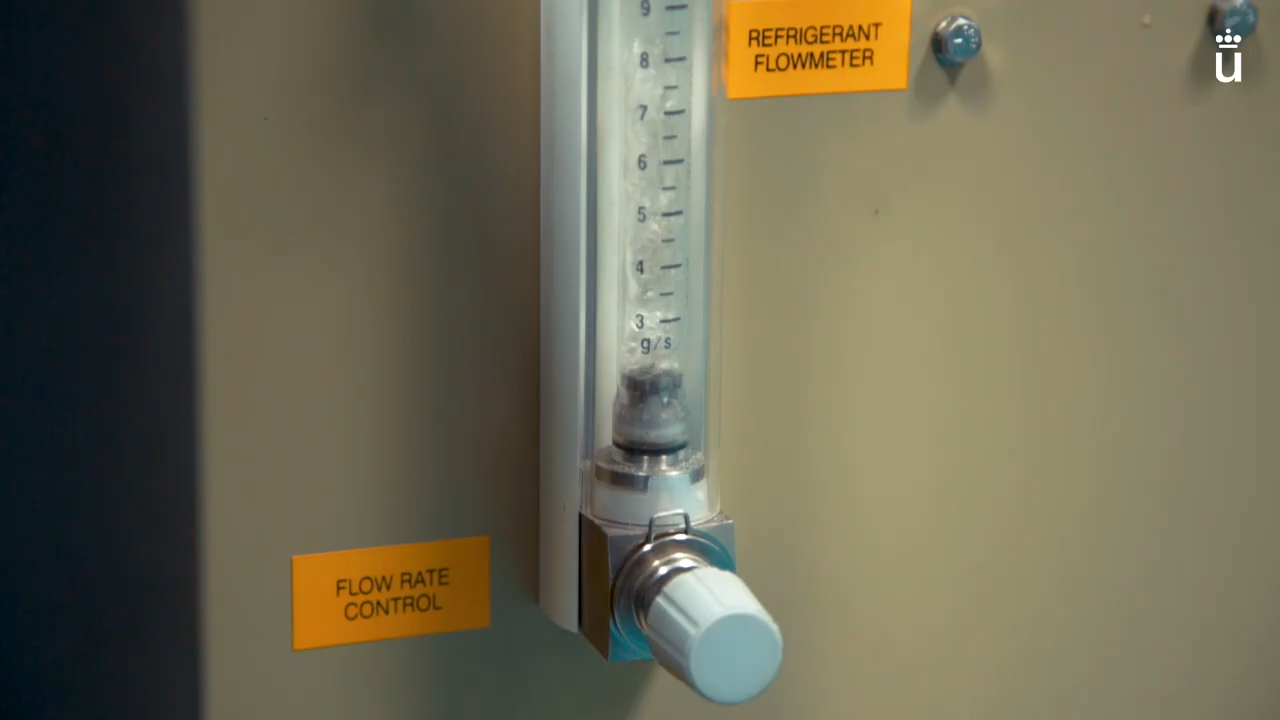 9
8
7
6
5
4
3
g/s
REFRIGERANT
FLOWMETER
ü
FLOW RATE
CONTROL